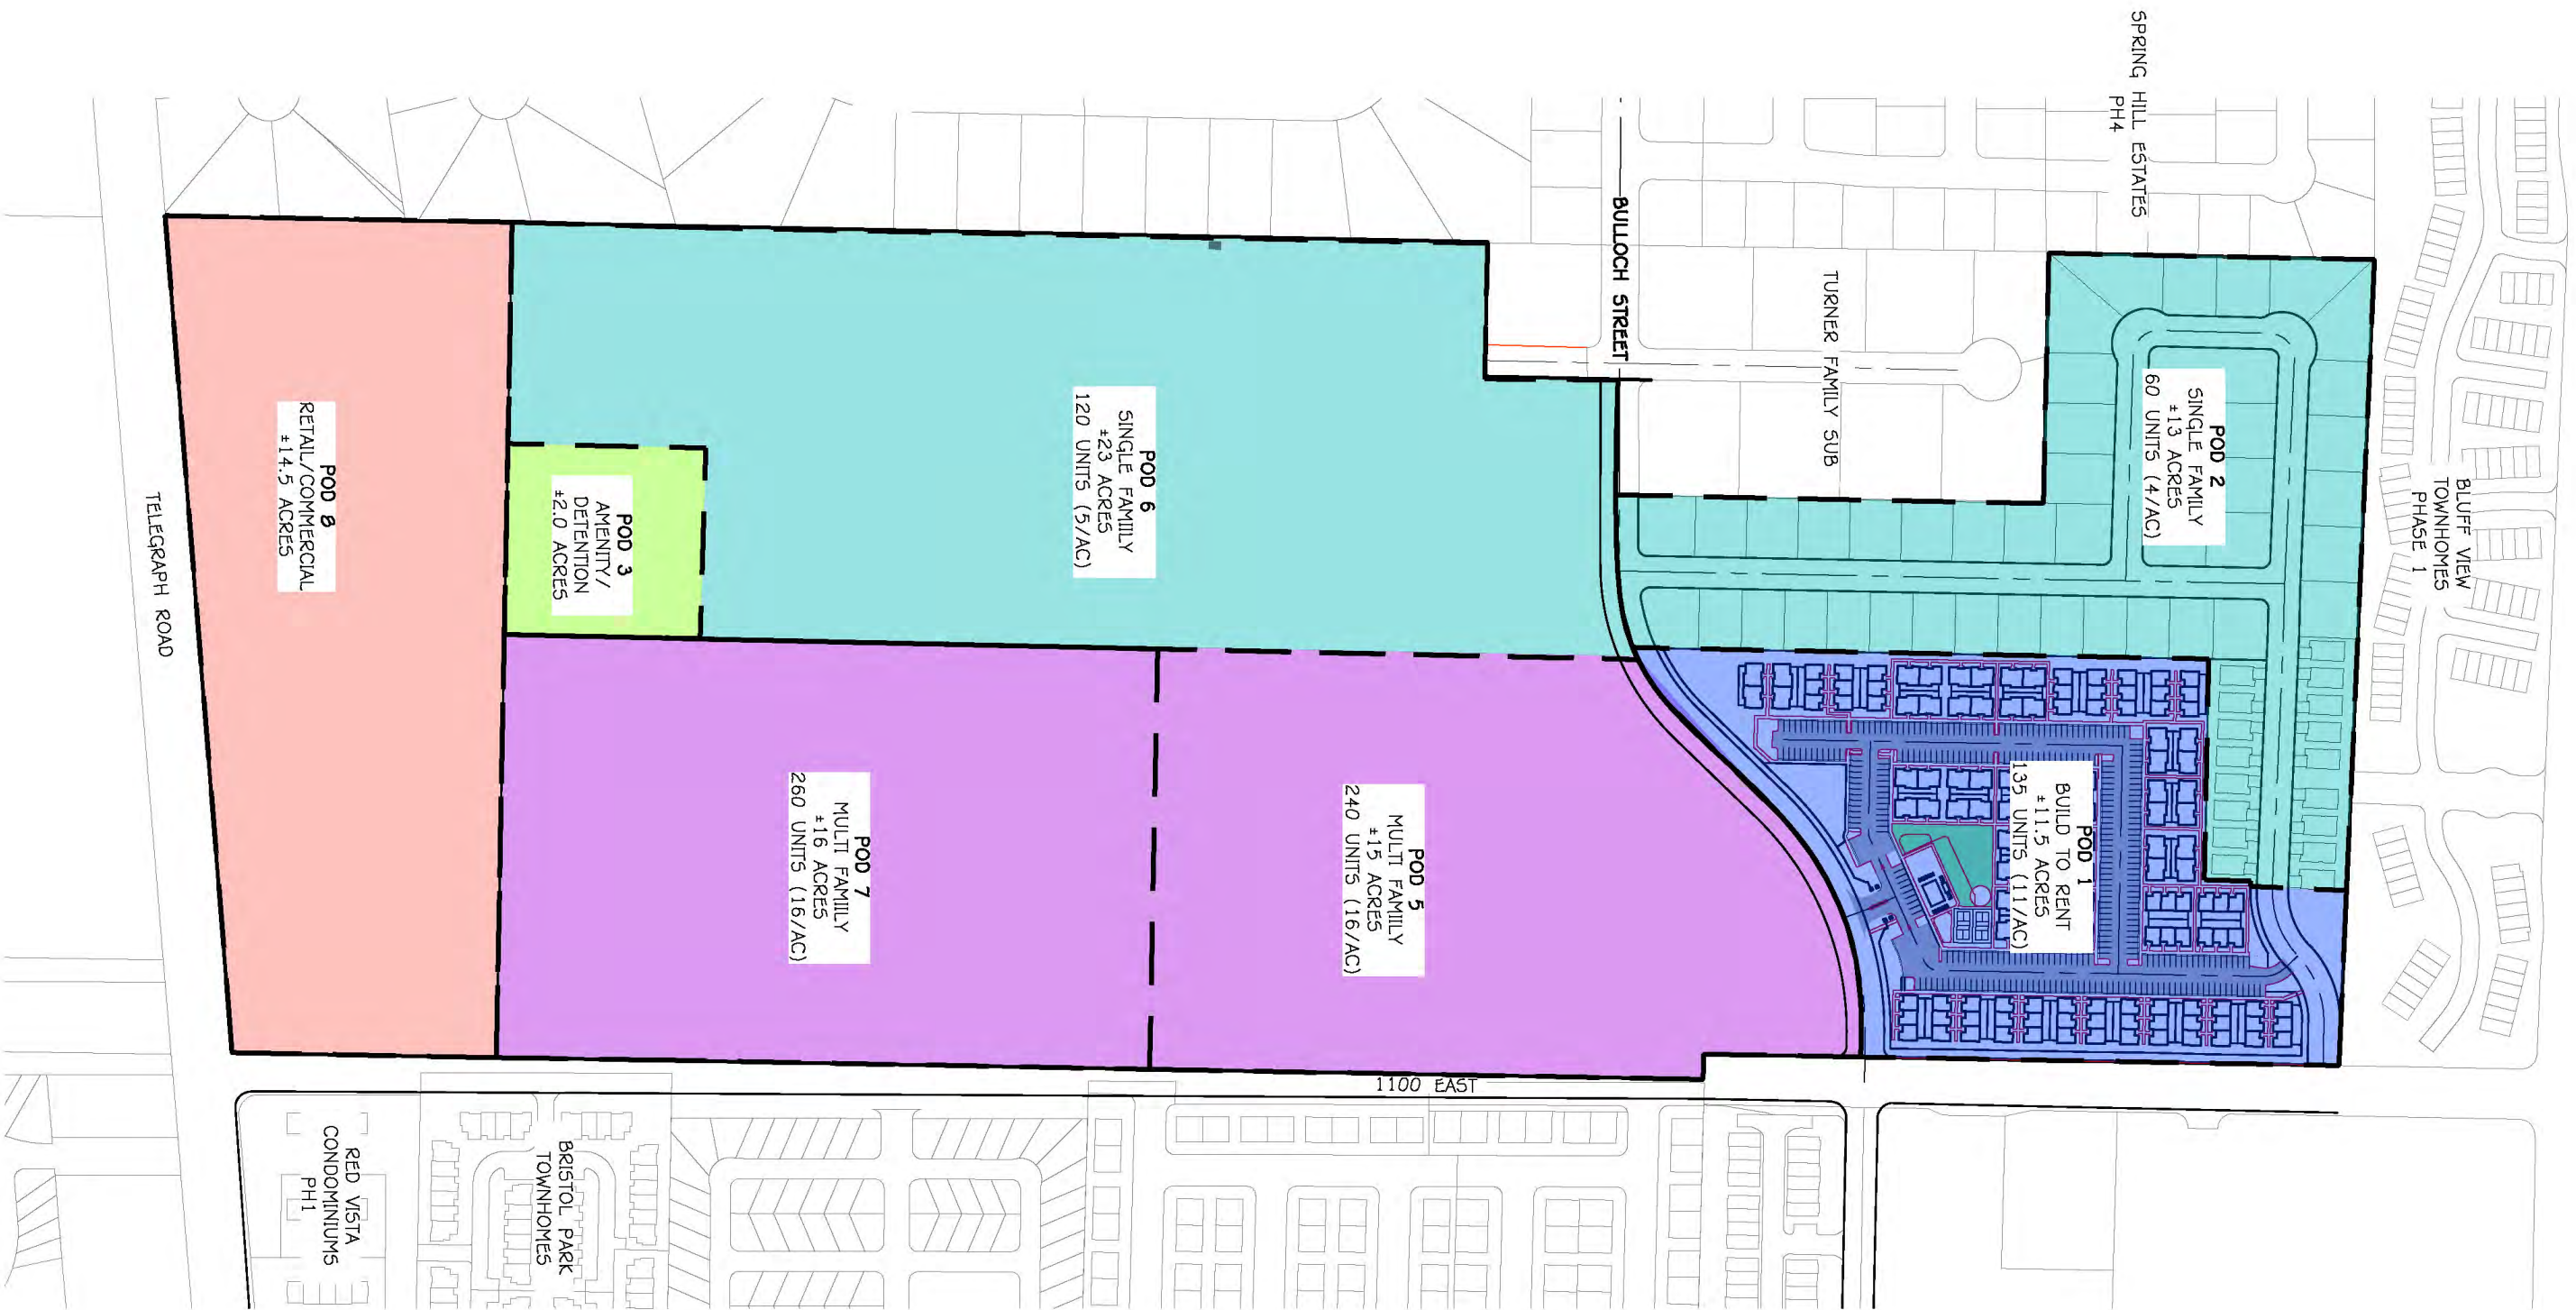 SPRING HILL ESTATES
PH4
BLUFF VIEW
TOWNHOMES
PHASE 1
BULLOCH STREET
TURNER FAMILY SUB
POD 2
SINGLE FAMILY
±13 ACRES
60 UNITS (4/AC)
POD 1
BUILD TO RENT
±11.5 ACRES
135 UNITS (11/AC)
POD 6
SINGLE FAMIILY
±23 ACRES
120 UNITS (5/AC)
POD 5
MULTI FAMIILY
±15 ACRES
240 UNITS (16/AC)
POD 3
AMENITY/
DETENTION
±2.0 ACRES
POD 7
MULTI FAMIILY
±16 ACRES
260 UNITS (16/AC)
POD 8
RETAIL/COMMERCIAL
±14.5 ACRES
TELEGRAPH ROAD
1100 EAST
BRISTOL PARK
TOWNHOMES
RED VISTA
CONDOMINIUMS
PH1